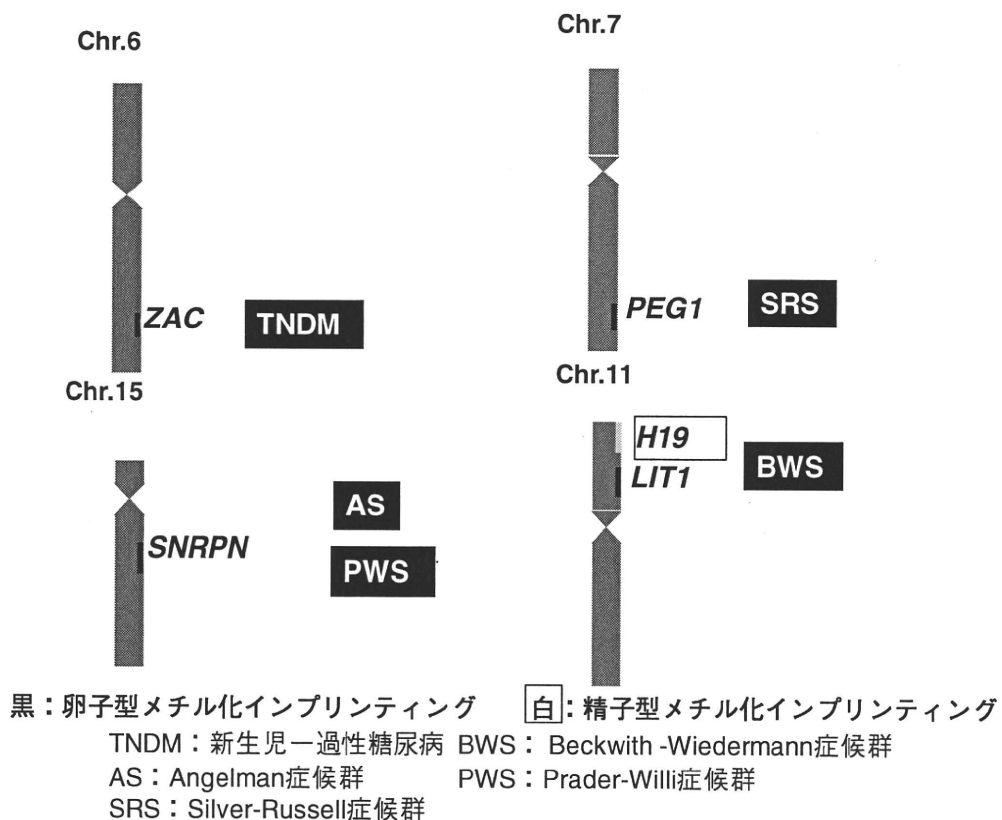 Chr.6
ZAC
TNDM
Chr.7
PEG1
SRS
Chr.15
SNRPN
AS
PWS
Chr.11
H19
LIT1
BWS
黒：卵子型メチル化インプリンティング 白：精子型メチル化インプリンティング
TNDM：新生児一過性糖尿病 BWS： Beckwith -Wiedermann症候群
AS：Angelman症候群 PWS：Prader-Willi症候群
SRS：Silver-Russell症候群